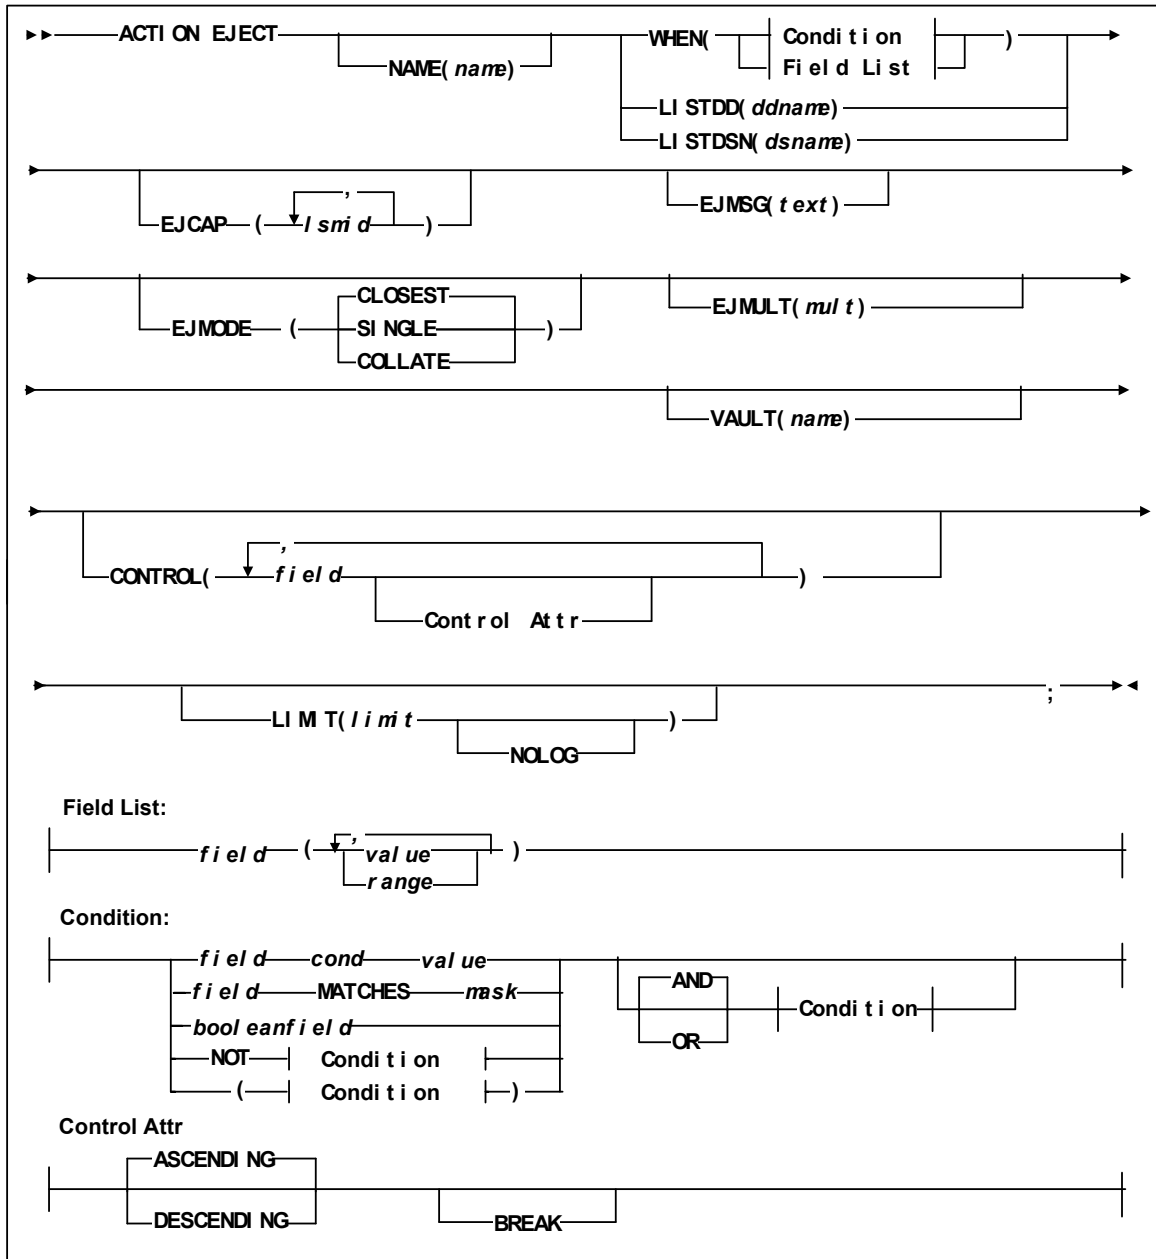 ACTION EJECT
NAME(name)
WHEN(
Condition
Field List
)
LISTDD(ddname)
LISTDSN(dsname)
EJCAP ( , lsmid )
EJMSG(text)
EJMODE (
CLOSEST
SINGLE
COLLATE
)
EJMULT(mult)
VAULT(name)
CONTROL( , field
Control Attr
)
LIMIT(limit
NOLOG
)
;
Field List:
field ( , value
range
)
Condition:
field cond value
field MATCHES mask
booleanfield
NOT Condition
( Condition )
AND
OR
Condition
Control Attr
ASCENDING
DESCENDING
BREAK